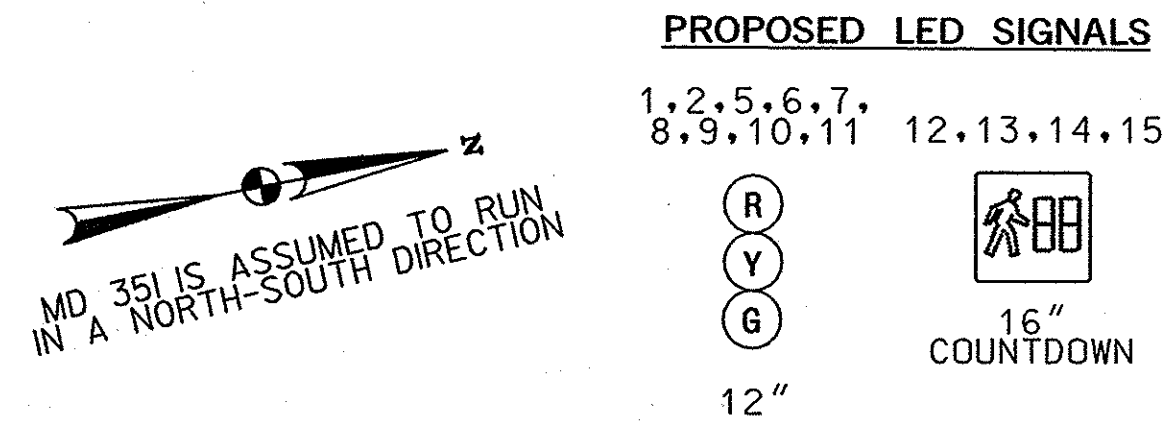 PROPOSED LED SIGNALS
1,2,5,6,7,
8,9,10,11
12,13,14,15
N
MD 351 IS ASSUMED TO RUN
IN A NORTH-SOUTH DIRECTION
R
Y
G
12"
88
16"
COUNTDOWN